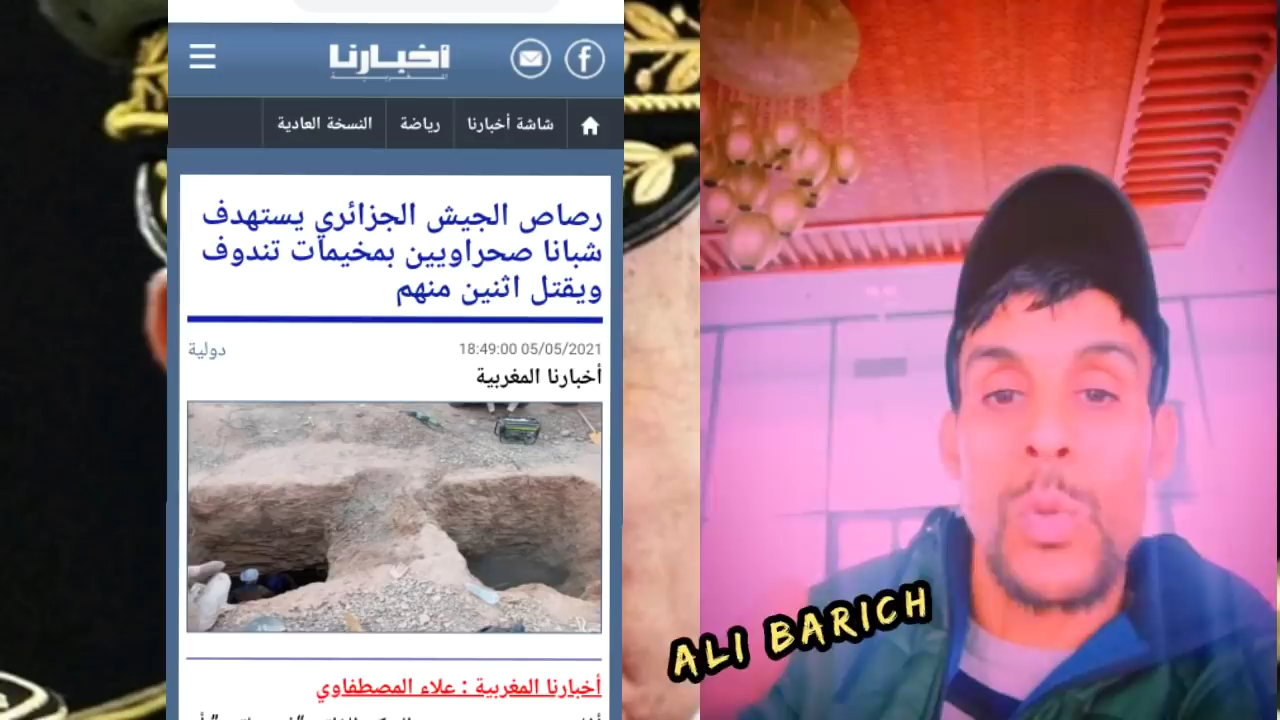 أخبارنا
المغربية
شاشة أخبارنا
رياضة
النسخة العادية
رصاص الجيش الجزائري يستهدف
شبانا صحراويين بمخيمات تندوف
ويقتل اثنين منهم
18:49:00 05/05/2021
دولية
أخبارنا المغربية
أخبارنا المغربية : علاء المصطفاوي
ALI BARICH